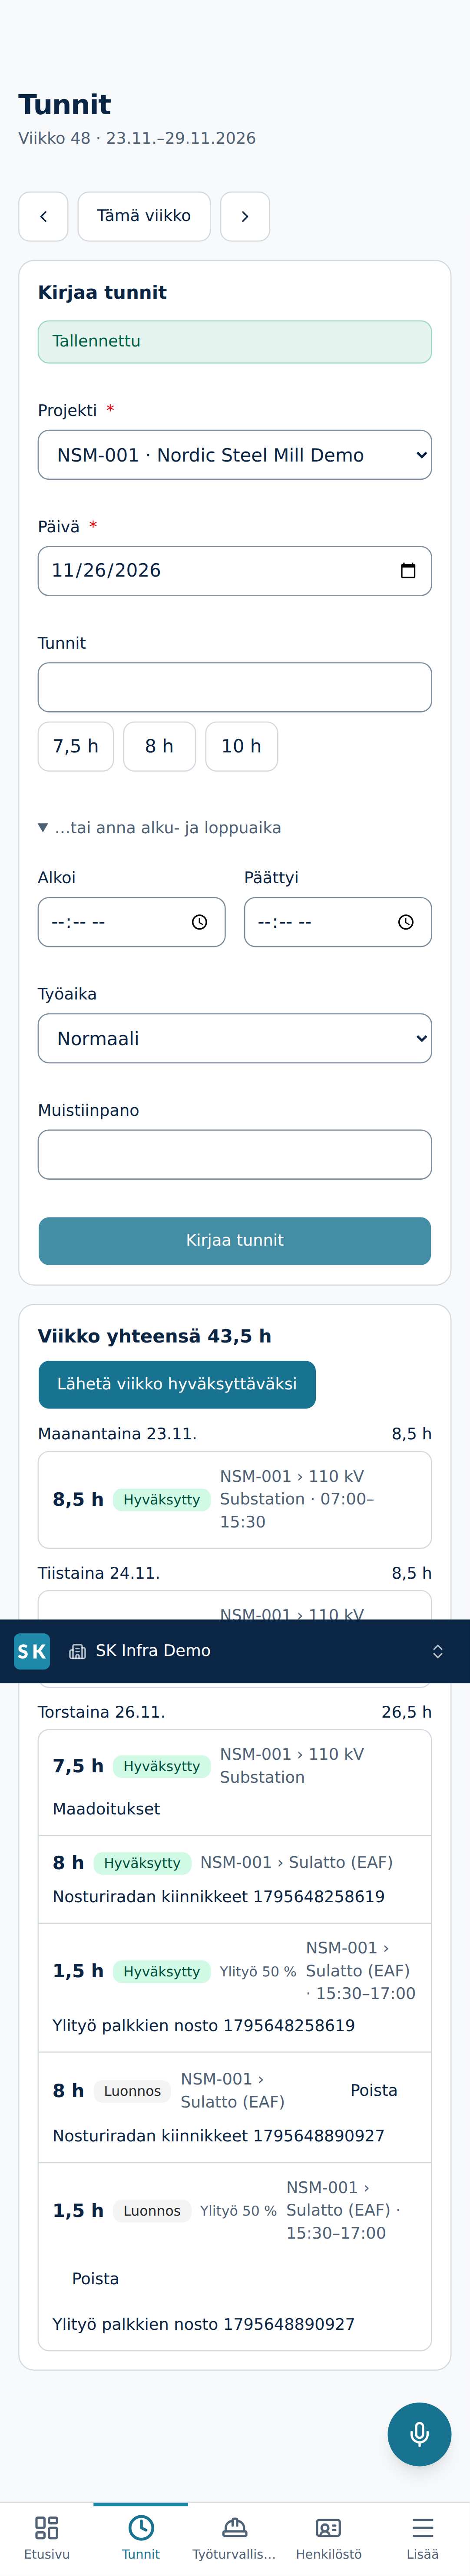 Tunnit
Viikko 48 · 23.11.–29.11.2026
Tämä viikko
Kirjaa tunnit
Tallennettu
Projekti *
NSM-001 · Nordic Steel Mill Demo
Päivä *
11/26/2026
Tunnit
7,5 h 8 h 10 h
▼ …tai anna alku- ja loppuaika
Alkoi Päättyi
--:-- -- --:-- --
Työaika
Normaali
Muistiinpano
Kirjaa tunnit
Viikko yhteensä 43,5 h
Lähetä viikko hyväksyttäväksi
Maanantaina 23.11. 8,5 h
8,5 h Hyväksytty NSM-001 › 110 kV
Substation · 07:00–
15:30
Tiistaina 24.11. 8,5 h
NSM-001 › 110 kV
SK SK Infra Demo
Torstaina 26.11. 26,5 h
7,5 h Hyväksytty NSM-001 › 110 kV
Substation
Maadoitukset
8 h Hyväksytty NSM-001 › Sulatto (EAF)
Nosturiradan kiinnikkeet 1795648258619
1,5 h Hyväksytty Ylityö 50 % NSM-001 ›
Sulatto (EAF)
· 15:30–17:00
Ylityö palkkien nosto 1795648258619
8 h Luonnos NSM-001 ›
Sulatto (EAF) Poista
Nosturiradan kiinnikkeet 1795648890927
1,5 h Luonnos Ylityö 50 % NSM-001 ›
Sulatto (EAF) ·
15:30–17:00
Poista
Ylityö palkkien nosto 1795648890927
Etusivu Tunnit Työturvallis… Henkilöstö Lisää